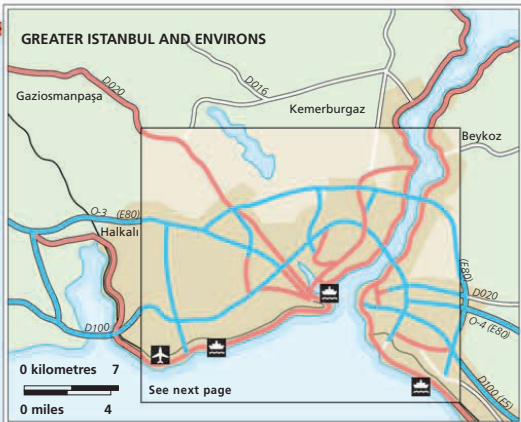 GREATER ISTANBUL AND ENVIRONS
D020
D016
Gaziosmanpaşa
Kemerburgaz
Beykoz
O-3 (E80)
Halkalı
(E80)
D020
O-4 (E80)
D100
D100 (E5)
0 kilometres 7
0 miles 4
See next page